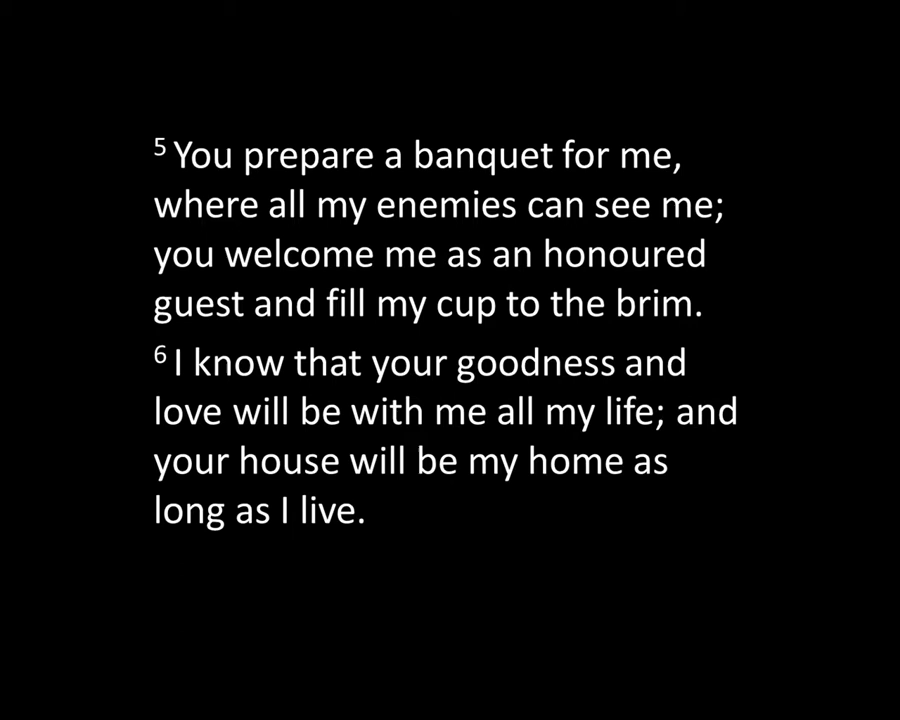 5 You prepare a banquet for me,
where all my enemies can see me;
you welcome me as an honoured
guest and fill my cup to the brim.
6 I know that your goodness and
love will be with me all my life; and
your house will be my home as
long as I live.